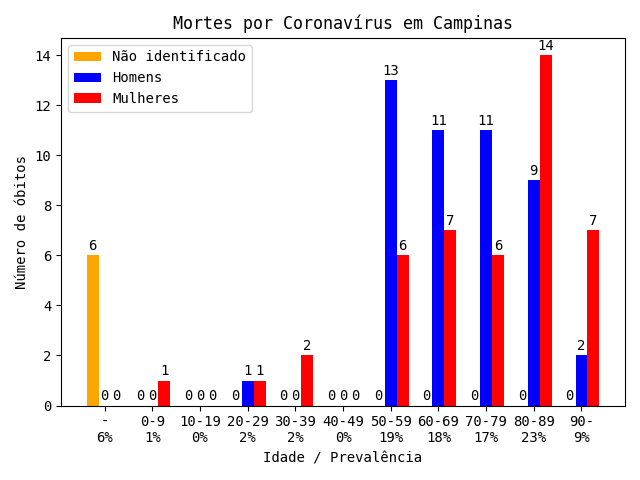 Mortes por Coronavírus em Campinas
Não identificado
Homens
Mulheres
Número de óbitos
14
12
10
8
6
4
2
0
6 0 0
0 0 1
0 0 0
0 1 1
0 0 2
0 0 0
0 13 6
0 11 7
0 11 6
0 9 14
0 2 7
- 0-9 10-19 20-29 30-39 40-49 50-59 60-69 70-79 80-89 90-
6% 1% 0% 2% 2% 0% 19% 18% 17% 23% 9%
Idade / Prevalência